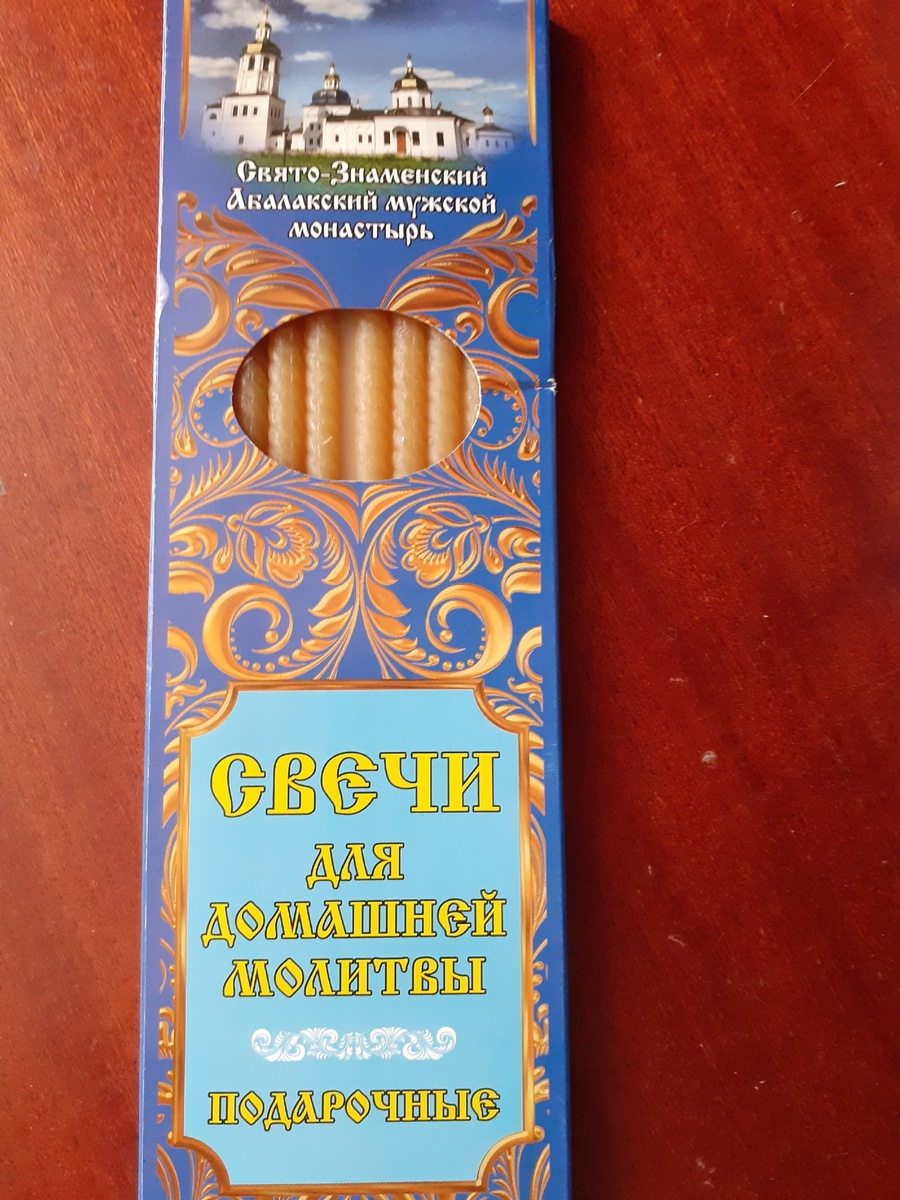 Свято-Знаменский
Абалакский мужской
монастырь
СВЕЧИ
ДЛЯ
ДОМАШНЕЙ
МОЛИТВЫ
ПОДАРОЧНЫЕ